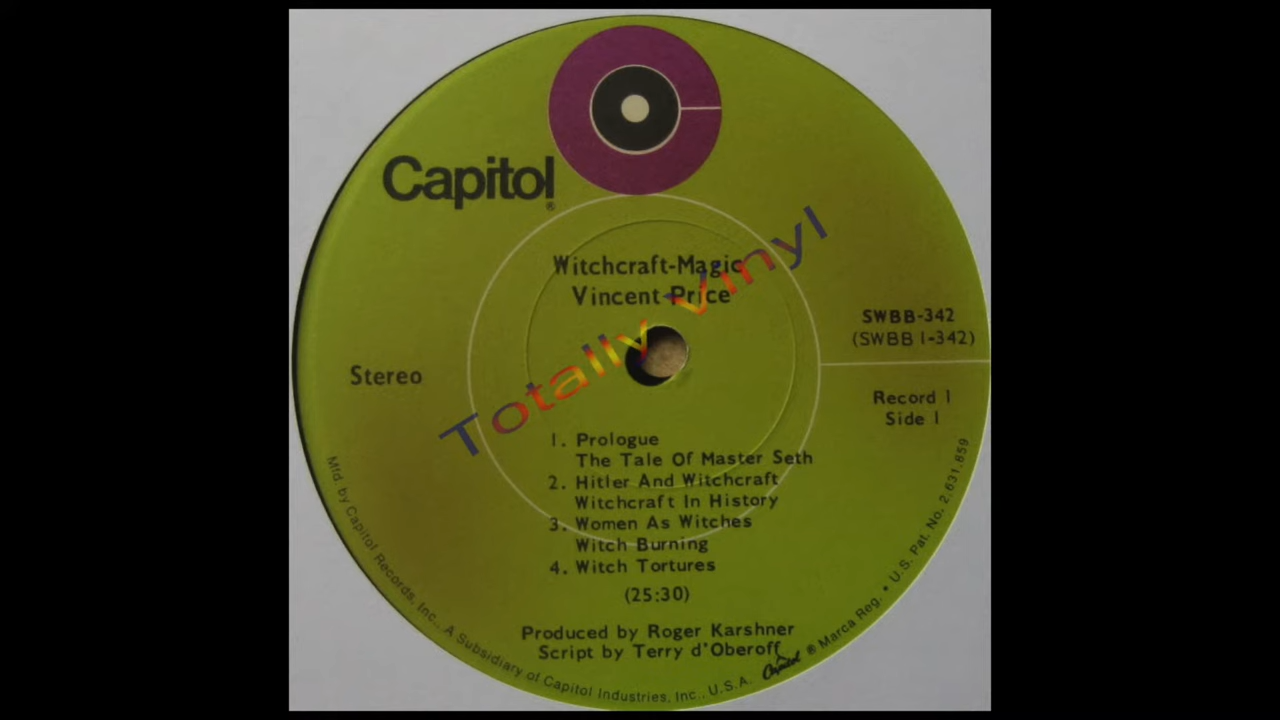 Capitol
®
Witchcraft-Magic
Vincent Price
Totally Vinyl
SWBB-342
(SWBB 1-342)
Stereo
Record 1
Side 1
1. Prologue
The Tale Of Master Seth
2. Hitler And Witchcraft
Witchcraft In History
3. Women As Witches
Witch Burning
4. Witch Tortures
(25:30)
Produced by Roger Karshner
Script by Terry d'Oberoff
Mfd. by Capitol Records, Inc., A Subsidiary of Capitol Industries, Inc., U.S.A. Capitol ® Marca Reg. • U.S. Pat. No. 2,631,859